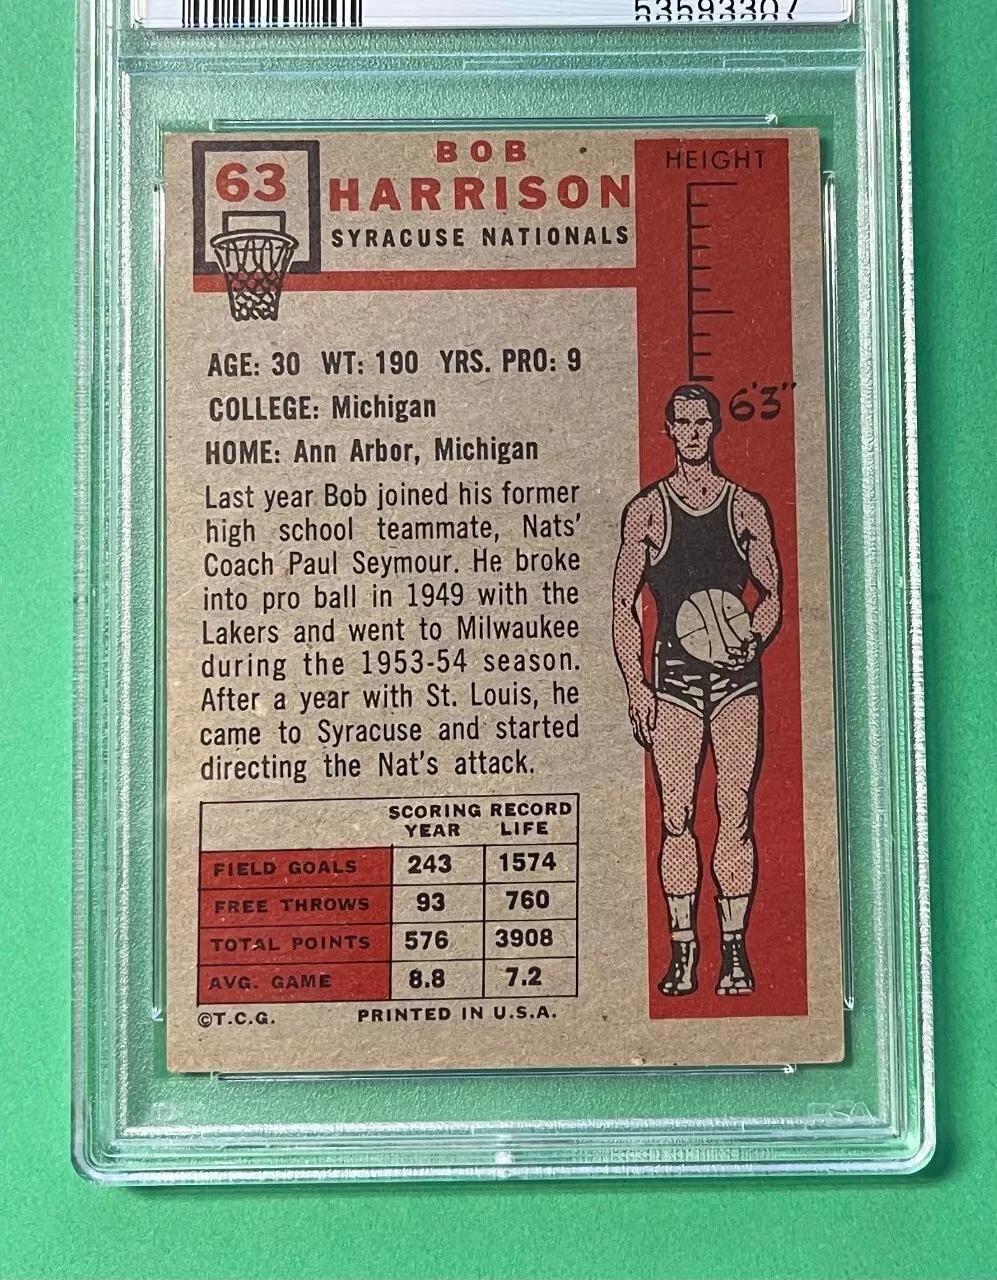 53593307
63
BOB
HARRISON
SYRACUSE NATIONALS
HEIGHT
6'3"
AGE: 30 WT: 190 YRS. PRO: 9
COLLEGE: Michigan
HOME: Ann Arbor, Michigan
Last year Bob joined his former
high school teammate, Nats'
Coach Paul Seymour. He broke
into pro ball in 1949 with the
Lakers and went to Milwaukee
during the 1953-54 season.
After a year with St. Louis, he
came to Syracuse and started
directing the Nat's attack.
SCORING RECORD
YEAR LIFE
FIELD GOALS 243 1574
FREE THROWS 93 760
TOTAL POINTS 576 3908
AVG. GAME 8.8 7.2
©T.C.G. PRINTED IN U.S.A.
PSA